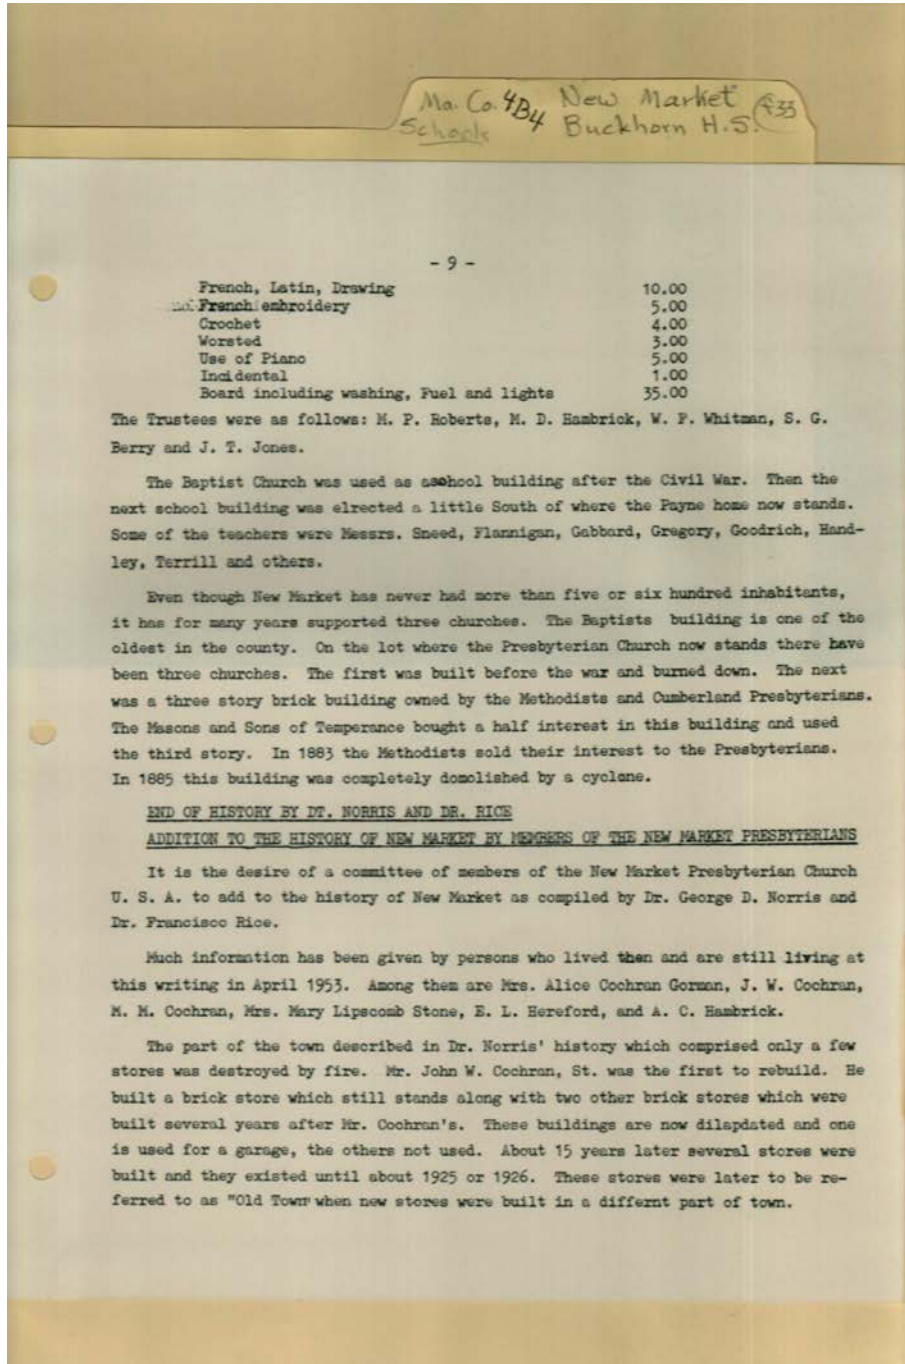 Ma. Co. 4B4 New Market
Schools Buckhorn H.S. 433
- 9 -
French, Latin, Drawing 10.00
French embroidery 5.00
Crochet 4.00
Worsted 3.00
Use of Piano 5.00
Incidental 1.00
Board including washing, Fuel and lights 35.00
The Trustees were as follows: M. P. Roberts, M. D. Hambrick, W. P. Whitman, S. G.
Berry and J. T. Jones.
The Baptist Church was used as aschool building after the Civil War. Then the
next school building was elrected a little South of where the Payne home now stands.
Some of the teachers were Messrs. Sneed, Flannigan, Gabbard, Gregory, Goodrich, Hand-
ley, Terrill and others.
Even though New Market has never had more than five or six hundred inhabitants,
it has for many years supported three churches. The Baptists building is one of the
oldest in the county. On the lot where the Presbyterian Church now stands there have
been three churches. The first was built before the war and burned down. The next
was a three story brick building owned by the Methodists and Cumberland Presbyterians.
The Masons and Sons of Temperance bought a half interest in this building and used
the third story. In 1883 the Methodists sold their interest to the Presbyterians.
In 1885 this building was completely domolished by a cyclone.
END OF HISTORY BY DT. NORRIS AND DR. RICE
ADDITION TO THE HISTORY OF NEW MARKET BY MEMBERS OF THE NEW MARKET PRESBYTERIANS
It is the desire of a committee of members of the New Market Presbyterian Church
U. S. A. to add to the history of New Market as compiled by Dr. George D. Norris and
Dr. Francisco Rice.
Much information has been given by persons who lived then and are still living at
this writing in April 1953. Among them are Mrs. Alice Cochran Gorman, J. W. Cochran,
M. M. Cochran, Mrs. Mary Lipscomb Stone, E. L. Hereford, and A. C. Hambrick.
The part of the town described in Dr. Norris' history which comprised only a few
stores was destroyed by fire. Mr. John W. Cochran, St. was the first to rebuild. He
built a brick store which still stands along with two other brick stores which were
built several years after Mr. Cochran's. These buildings are now dilapdated and one
is used for a garage, the others not used. About 15 years later several stores were
built and they existed until about 1925 or 1926. These stores were later to be re-
ferred to as "Old Town" when new stores were built in a differnt part of town.